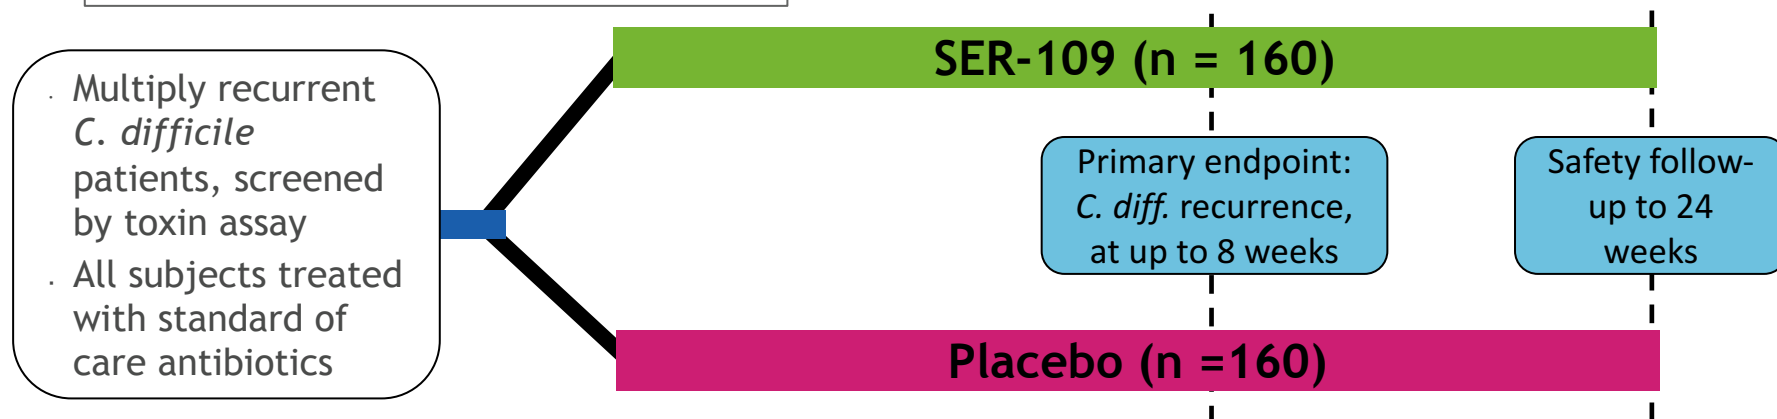 · Multiply recurrent
C. difficile
patients, screened
by toxin assay
· All subjects treated
with standard of
care antibiotics
SER-109 (n = 160)
Primary endpoint:
C. diff. recurrence,
at up to 8 weeks
Safety follow-
up to 24
weeks
Placebo (n =160)